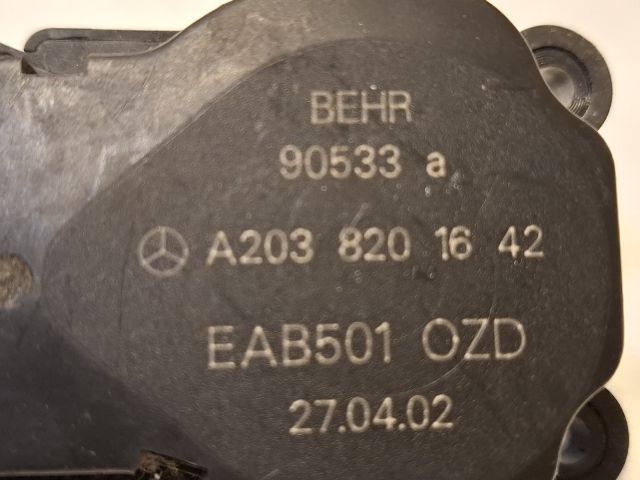 BEHR
90533 a
A203 820 16 42
EAB501 OZD
27.04.02